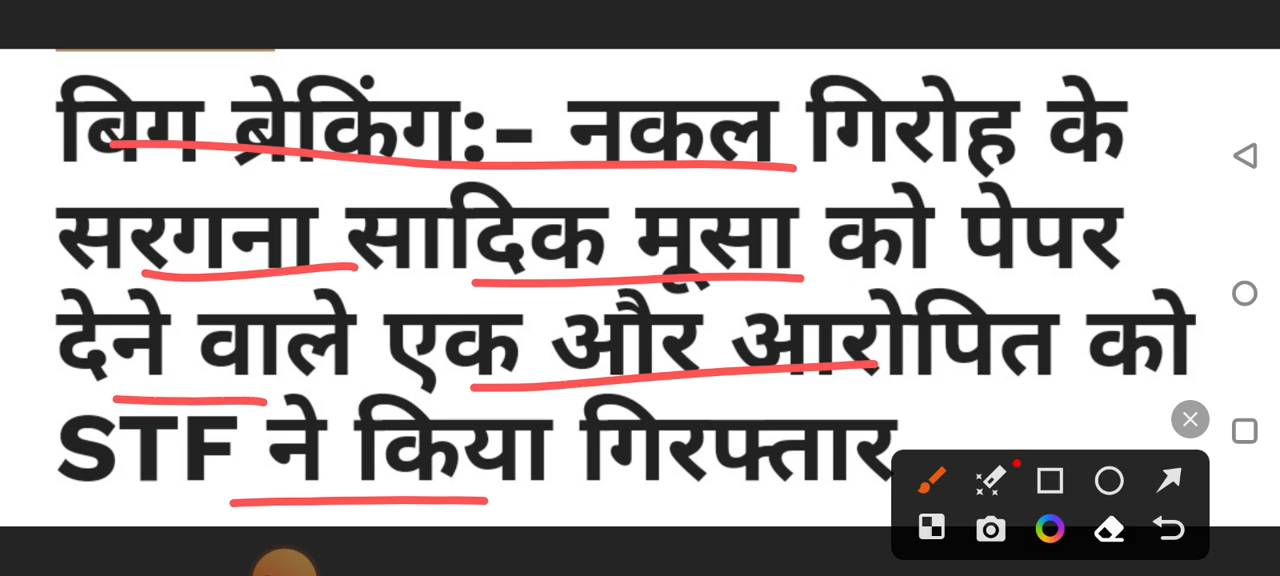 बिग ब्रेकिंग:- नकल गिरोह के
सरगना सादिक मूसा को पेपर
देने वाले एक और आरोपित को
STF ने किया गिरफ्तार